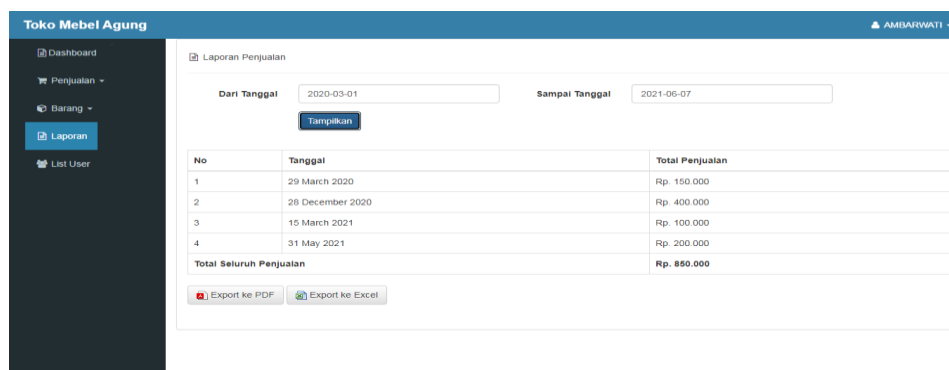 Toko Mebel Agung
AMBARWATI
Dashboard
Penjualan
Barang
Laporan
List User
Laporan Penjualan
Dari Tanggal 2020-03-01 Sampai Tanggal 2021-06-07
Tampilkan
No Tanggal Total Penjualan
1 29 March 2020 Rp. 150.000
2 28 December 2020 Rp. 400.000
3 15 March 2021 Rp. 100.000
4 31 May 2021 Rp. 200.000
Total Seluruh Penjualan Rp. 850.000
Export ke PDF Export ke Excel